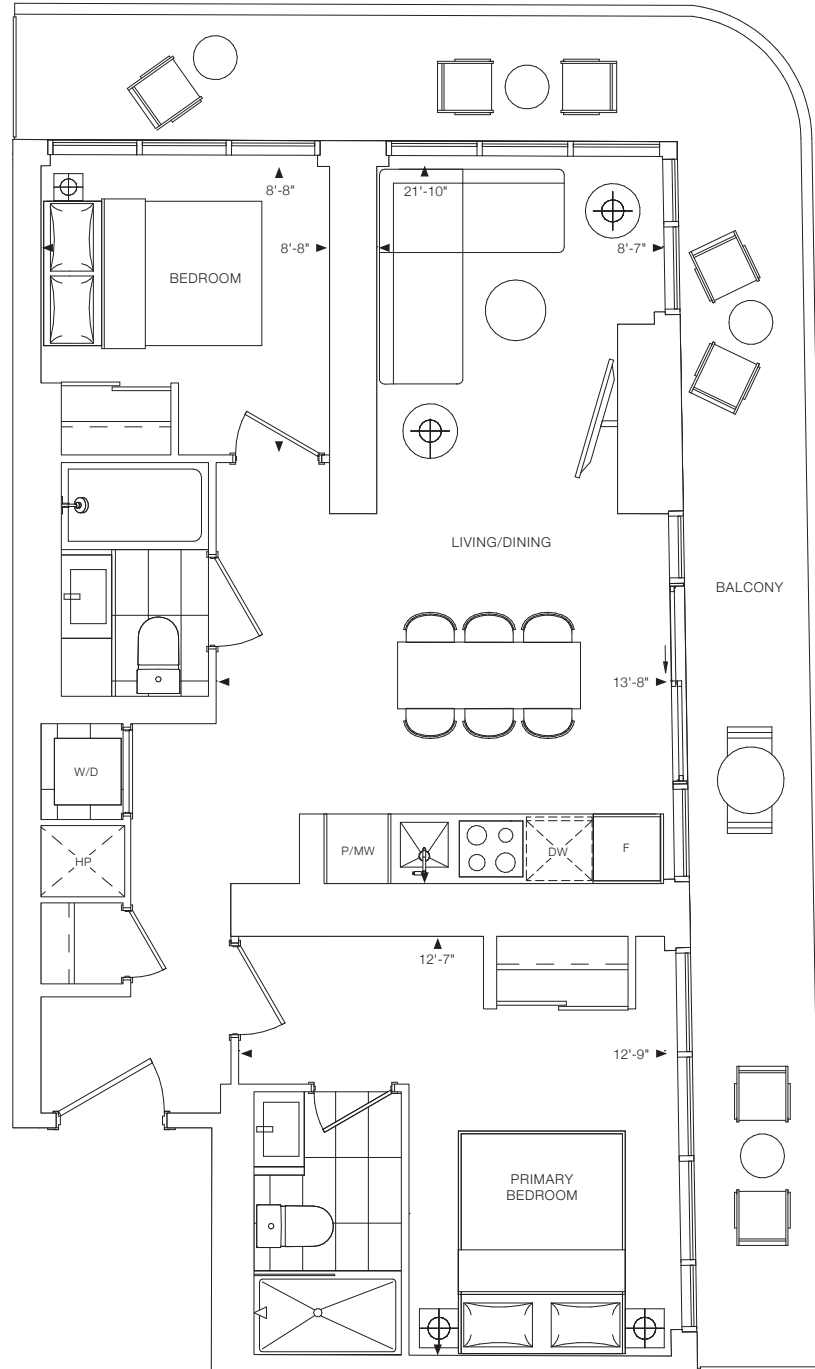 8'-8"
21'-10"
8'-8"
8'-7"
BEDROOM
LIVING/DINING
BALCONY
13'-8"
W/D
P/MW
DW
F
HP
12'-7"
12'-9"
PRIMARY
BEDROOM